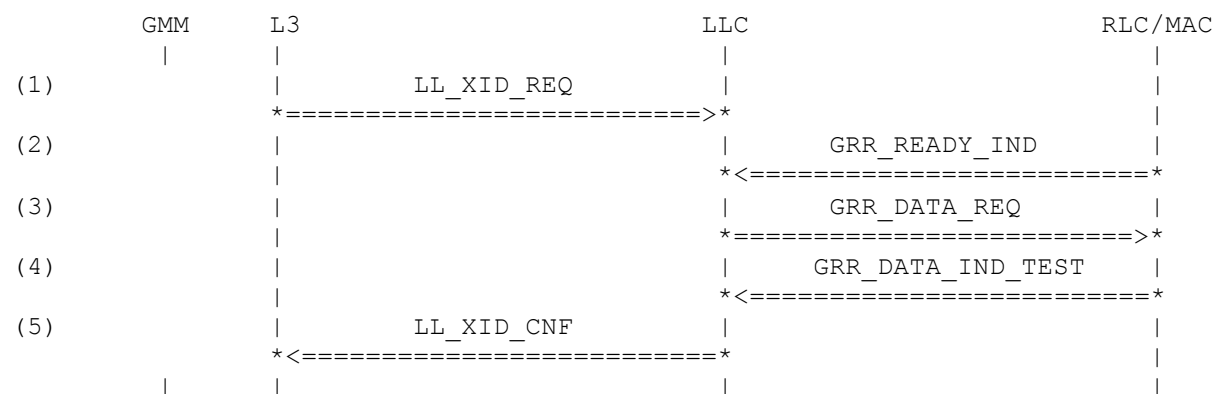 GMM L3 LLC RLC/MAC
| | | |
(1) | LL_XID_REQ | |
*==========================>* |
(2) | | GRR_READY_IND |
| *<=========================*
(3) | | GRR_DATA_REQ |
| *=========================>*
(4) | | GRR_DATA_IND_TEST |
| *<=========================*
(5) | LL_XID_CNF | |
*<==========================* |
| | | |